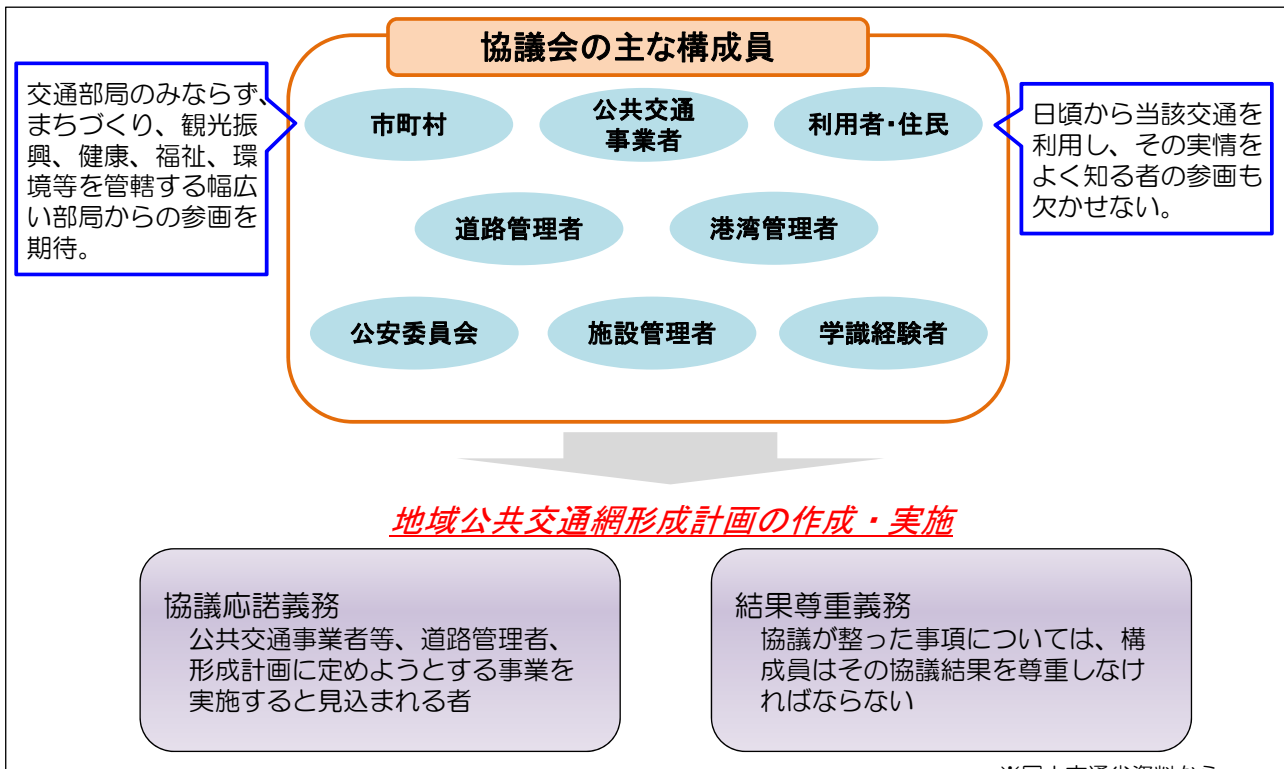 協議会の主な構成員
交通部局のみならず、
まちづくり、観光振
興、健康、福祉、環
境等を管轄する幅広
い部局からの参画を
期待。
市町村
公共交通
事業者
利用者・住民
日頃から当該交通を
利用し、その実情を
よく知る者の参画も
欠かせない。
道路管理者
港湾管理者
公安委員会
施設管理者
学識経験者
地域公共交通網形成計画の作成・実施
協議応諾義務
公共交通事業者等、道路管理者、
形成計画に定めようとする事業を
実施すると見込まれる者
結果尊重義務
協議が整った事項については、構
成員はその協議結果を尊重しなけ
ればならない
※国土交通省資料から